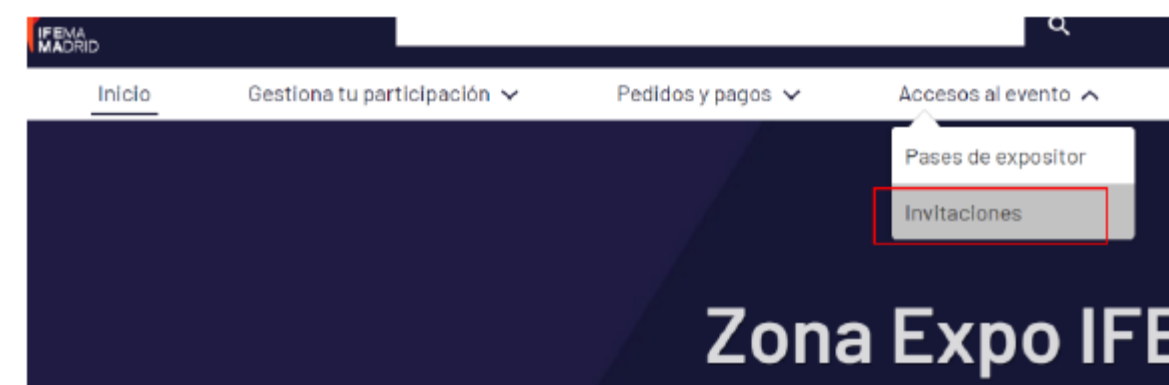 IFEMA
MADRID
Inicio
Gestiona tu participación
Pedidos y pagos
Accesos al evento
Pases de expositor
Invitaciones
Zona Expo IFE